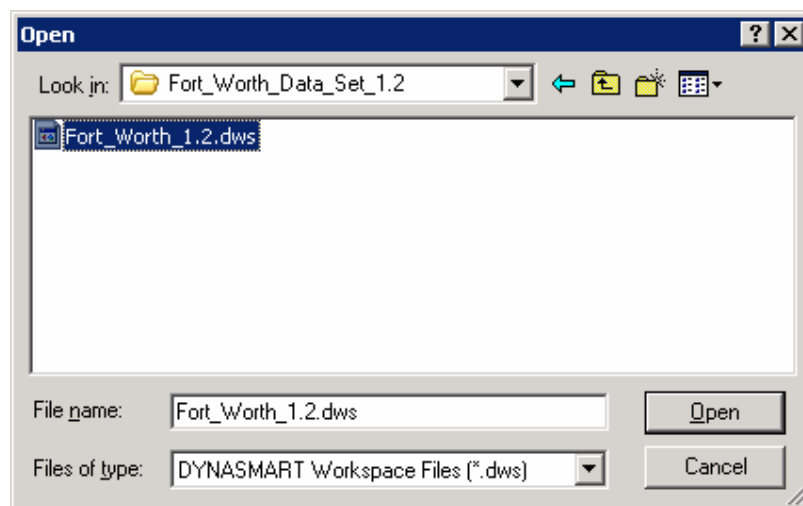 Open
Look in: Fort_Worth_Data_Set_1.2
Fort_Worth_1.2.dws
File name: Fort_Worth_1.2.dws Open
Files of type: DYNASMART Workspace Files (*.dws) Cancel